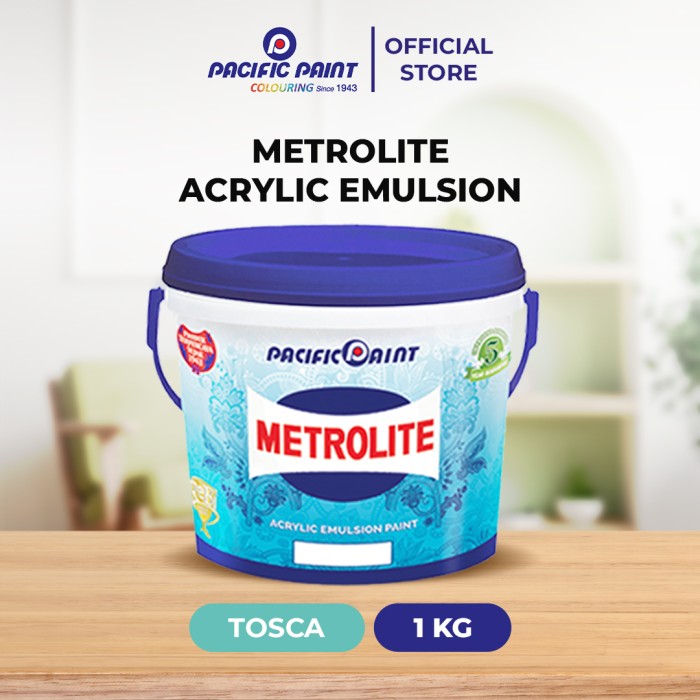 PACIFIC PAINT
COLOURING Since 1943
OFFICIAL
STORE
METROLITE
ACRYLIC EMULSION
PACIFIC PAINT
METROLITE
ACRYLIC EMULSION PAINT
TOSCA
1 KG